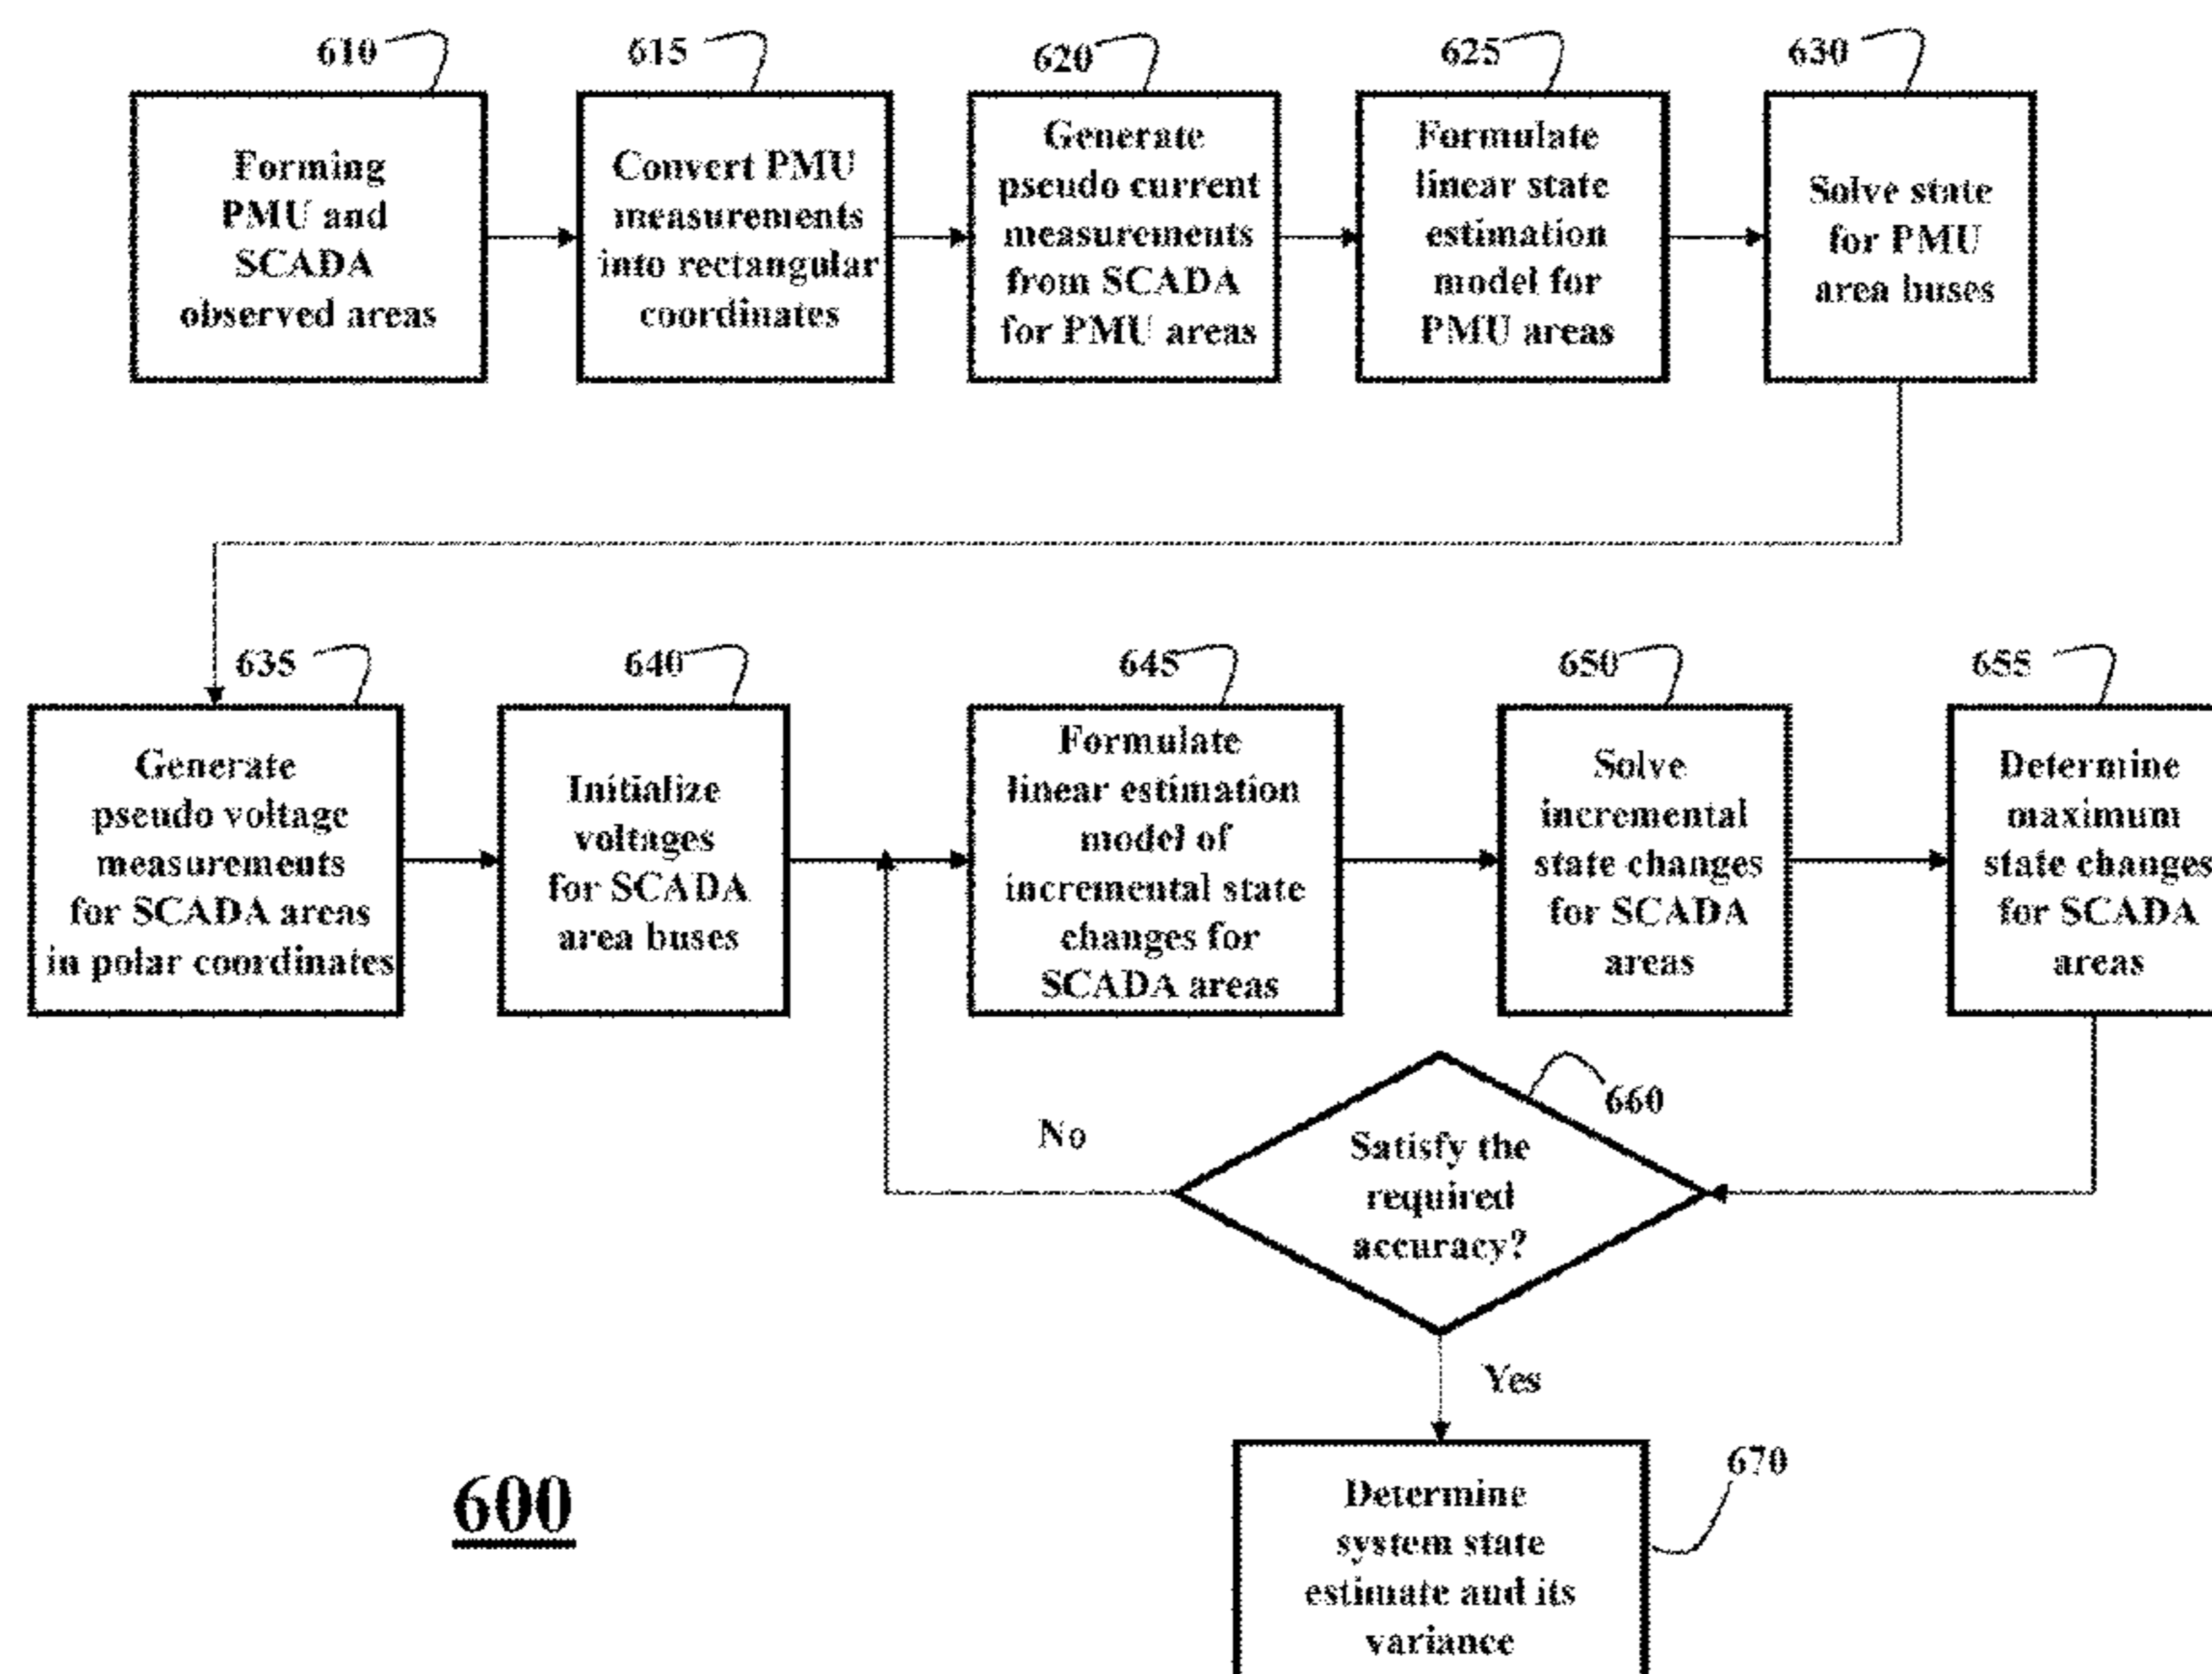 610
Forming
PMU and
SCADA
observed areas
615
Convert PMU
measurements
into rectangular
coordinates
620
Generate
pseudo current
measurements
from SCADA
for PMU areas
625
Formulate
linear state
estimation
model for
PMU areas
630
Solve state
for PMU
area buses
635
Generate
pseudo voltage
measurements
for SCADA areas
in polar coordinates
640
Initialize
voltages
for SCADA
area buses
645
Formulate
linear estimation
model of
incremental state
changes for
SCADA areas
650
Solve
incremental
state changes
for SCADA
areas
655
Determine
maximum
state changes
for SCADA
areas
660
Satisfy the
required
accuracy?
No
Yes
670
Determine
system state
estimate and its
variance
600